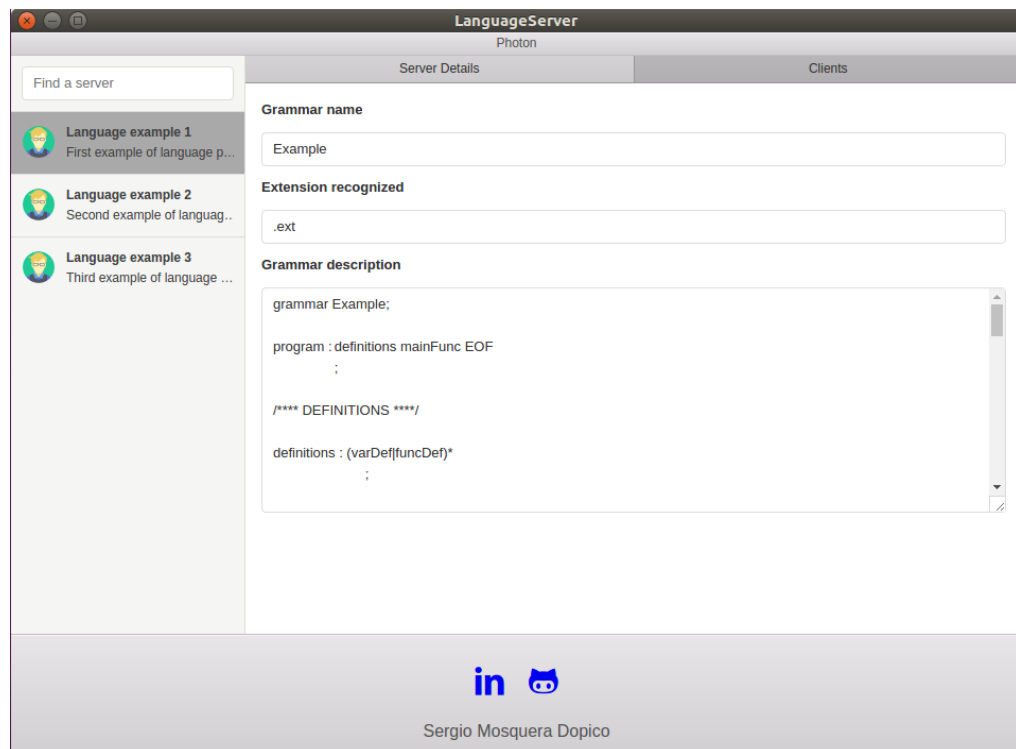 LanguageServer
Photon
Find a server
Language example 1
First example of language p...
Language example 2
Second example of languag..
Language example 3
Third example of language ...
Server Details
Clients
Grammar name
Example
Extension recognized
.ext
Grammar description
grammar Example;
program : definitions mainFunc EOF
;
/**** DEFINITIONS ****/
definitions : (varDef|funcDef)*
;
in
Sergio Mosquera Dopico